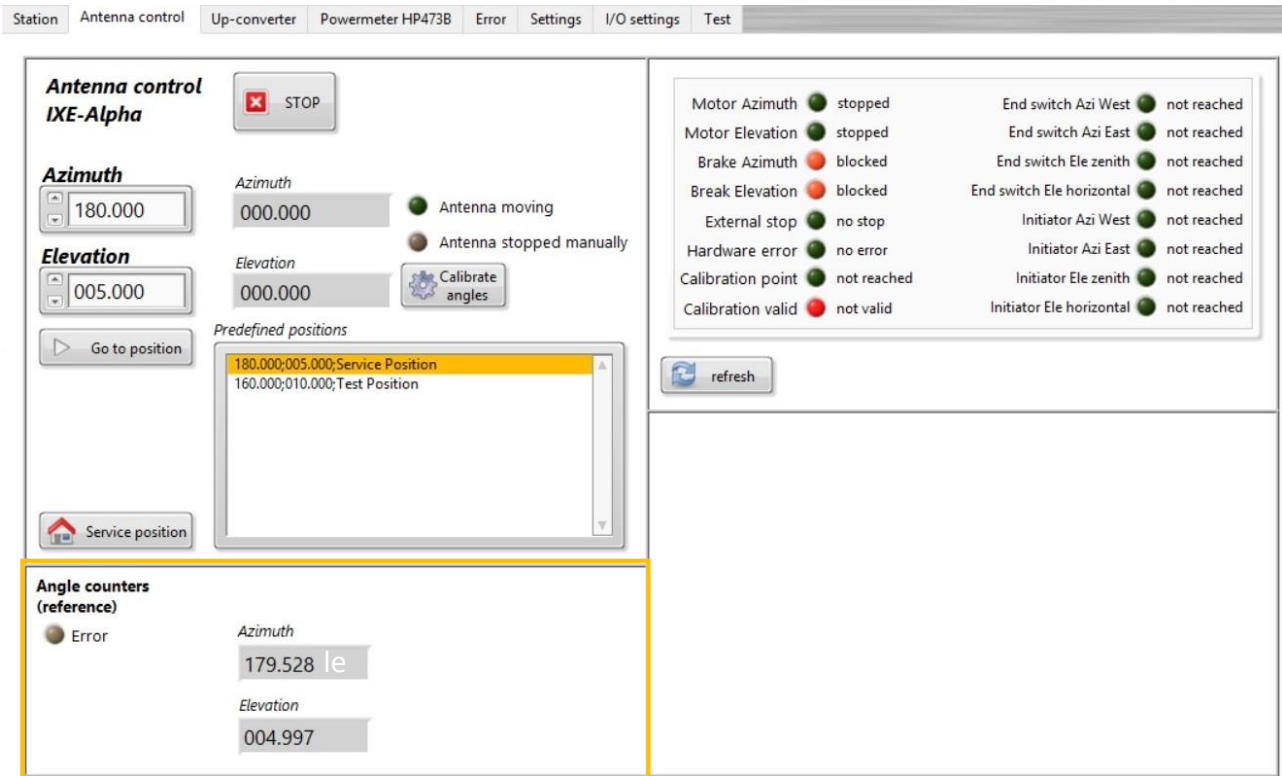 Station Antenna control Up-converter Powermeter HP473B Error Settings I/O settings Test
Antenna control
IXE-Alpha
STOP
Azimuth
180.000
Azimuth
000.000
Antenna moving
Antenna stopped manually
Elevation
005.000
Elevation
000.000
Calibrate
angles
Go to position
Predefined positions
180.000;005.000;Service Position
160.000;010.000;Test Position
Service position
Angle counters
(reference)
Error
Azimuth
179.528 le
Elevation
004.997
Motor Azimuth stopped
Motor Elevation stopped
Brake Azimuth blocked
Break Elevation blocked
External stop no stop
Hardware error no error
Calibration point not reached
Calibration valid not valid
End switch Azi West not reached
End switch Azi East not reached
End switch Ele zenith not reached
End switch Ele horizontal not reached
Initiator Azi West not reached
Initiator Azi East not reached
Initiator Ele zenith not reached
Initiator Ele horizontal not reached
refresh